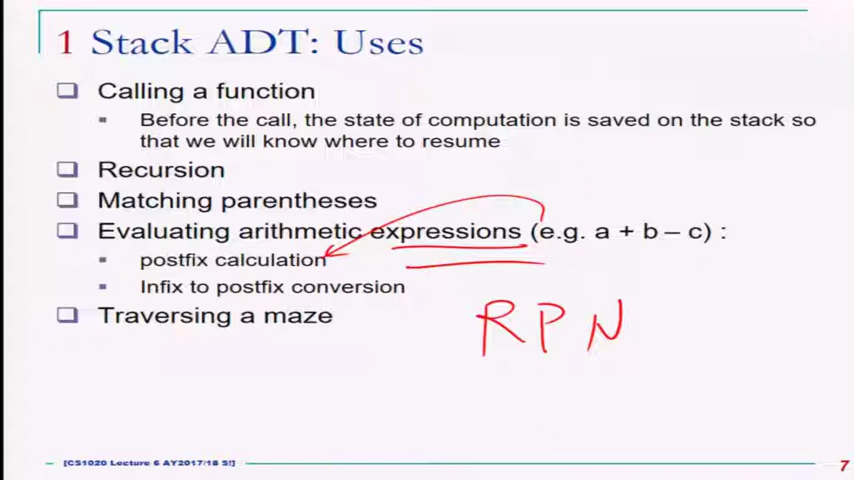 1 Stack ADT: Uses
❑ Calling a function
▪ Before the call, the state of computation is saved on the stack so
that we will know where to resume
❑ Recursion
❑ Matching parentheses
❑ Evaluating arithmetic expressions (e.g. a + b – c) :
▪ postfix calculation
▪ Infix to postfix conversion
❑ Traversing a maze
RPN
[CS1020 Lecture 6 AY2017/18 S!]
7